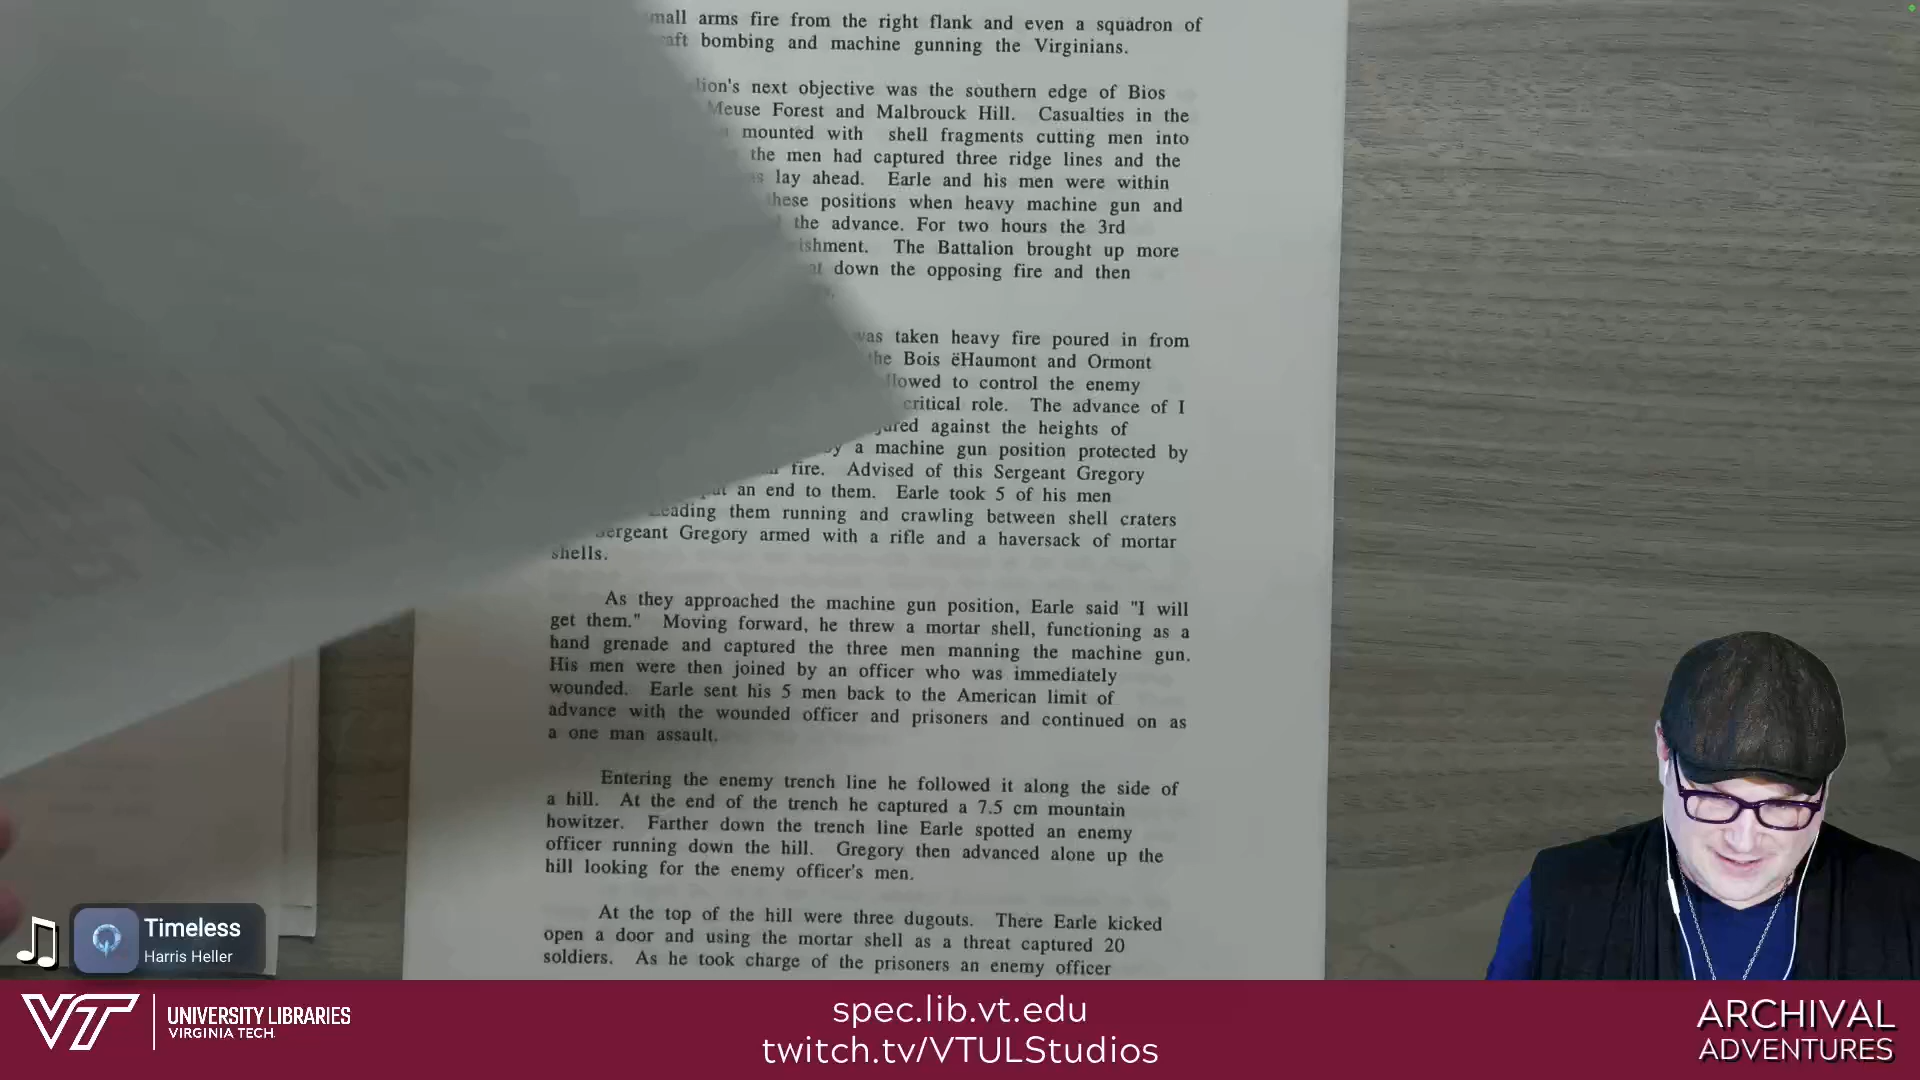 small arms fire from the right flank and even a squadron of
bombing and machine gunning the Virginians.
next objective was the southern edge of Bios
Meuse Forest and Malbrouck Hill. Casualties in the
mounted with shell fragments cutting men into
the men had captured three ridge lines and the
lay ahead. Earle and his men were within
these positions when heavy machine gun and
the advance. For two hours the 3rd
The Battalion brought up more
down the opposing fire and then
was taken heavy fire poured in from
the Bois ëHaumont and Ormont
to control the enemy
critical role. The advance of I
against the heights of
a machine gun position protected by
fire. Advised of this Sergeant Gregory
an end to them. Earle took 5 of his men
Leading them running and crawling between shell craters
Sergeant Gregory armed with a rifle and a haversack of mortar
shells.
As they approached the machine gun position, Earle said "I will
get them." Moving forward, he threw a mortar shell, functioning as a
hand grenade and captured the three men manning the machine gun.
His men were then joined by an officer who was immediately
wounded. Earle sent his 5 men back to the American limit of
advance with the wounded officer and prisoners and continued on as
a one man assault.
Entering the enemy trench line he followed it along the side of
a hill. At the end of the trench he captured a 7.5 cm mountain
howitzer. Farther down the trench line Earle spotted an enemy
officer running down the hill. Gregory then advanced alone up the
hill looking for the enemy officer's men.
At the top of the hill were three dugouts. There Earle kicked
open a door and using the mortar shell as a threat captured 20
soldiers. As he took charge of the prisoners an enemy officer
Timeless
Harris Heller
VT UNIVERSITY LIBRARIES
VIRGINIA TECH
spec.lib.vt.edu
twitch.tv/VTULStudios
ARCHIVAL
ADVENTURES